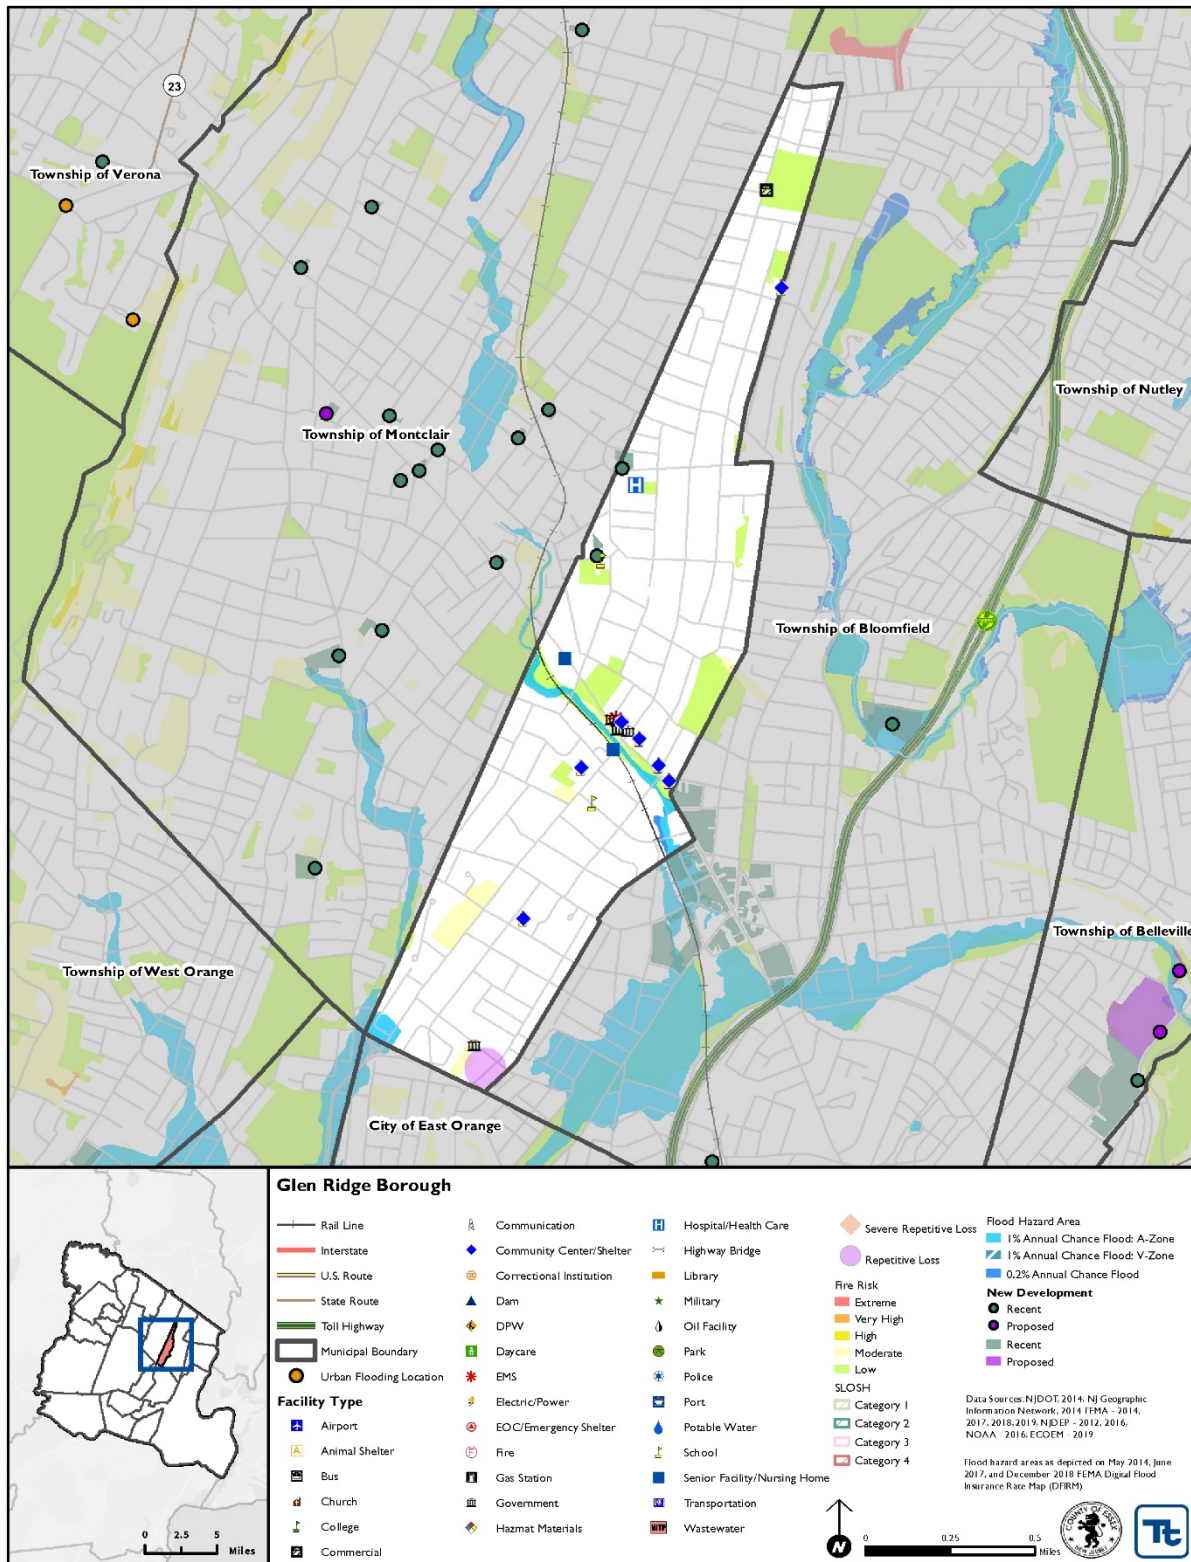 23
Township of Verona
Township of Montclair
Township of Nutley
Township of Bloomfield
Township of Belleville
Township of West Orange
City of East Orange
H
Glen Ridge Borough
Rail Line
Interstate
U.S. Route
State Route
Toll Highway
Municipal Boundary
Urban Flooding Location
Facility Type
Airport
Animal Shelter
Bus
Church
College
Commercial
Communication
Community Center/Shelter
Correctional Institution
Dam
DPW
Daycare
EMS
Electric/Power
EOC/Emergency Shelter
Fire
Gas Station
Government
Hazmat Materials
Hospital/Health Care
Highway Bridge
Library
Military
Oil Facility
Park
Police
Port
Potable Water
School
Senior Facility/Nursing Home
Transportation
Wastewater
Severe Repetitive Loss
Repetitive Loss
Fire Risk
Extreme
Very High
High
Moderate
Low
SLOSH
Category 1
Category 2
Category 3
Category 4
Flood Hazard Area
1% Annual Chance Flood: A-Zone
1% Annual Chance Flood: V-Zone
0.2% Annual Chance Flood
New Development
Recent
Proposed
Recent
Proposed
Data Sources: NJDOT, 2014; NJ Geographic
Information Network, 2014 FEMA - 2014,
2017, 2018, 2019. NJDEP - 2012, 2016.
NOAA - 2016; ECOEM - 2019
Flood hazard areas as depicted on May 2014, June
2017, and December 2018 FEMA Digital Flood
Insurance Rate Map (DFIRM)
0 2.5 5
Miles
N
0 0.25 0.5
Miles
COUNTY OF ESSEX
NEW JERSEY
Tt